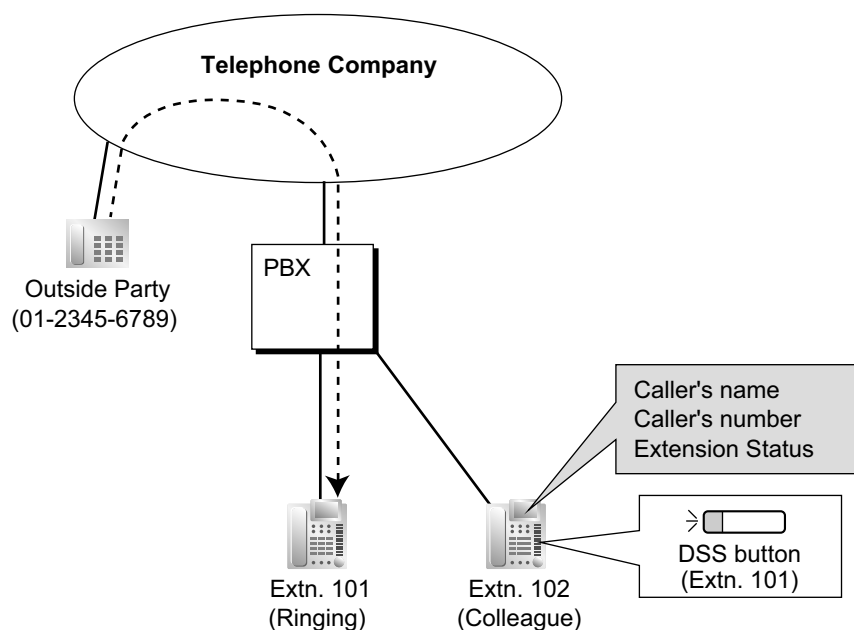 Telephone Company
PBX
Outside Party
(01-2345-6789)
Caller's name
Caller's number
Extension Status
DSS button
(Extn. 101)
Extn. 101
(Ringing)
Extn. 102
(Colleague)